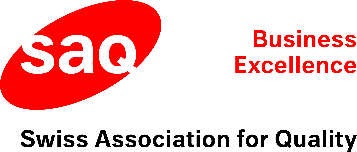 saq
Business
Excellence
Swiss Association for Quality